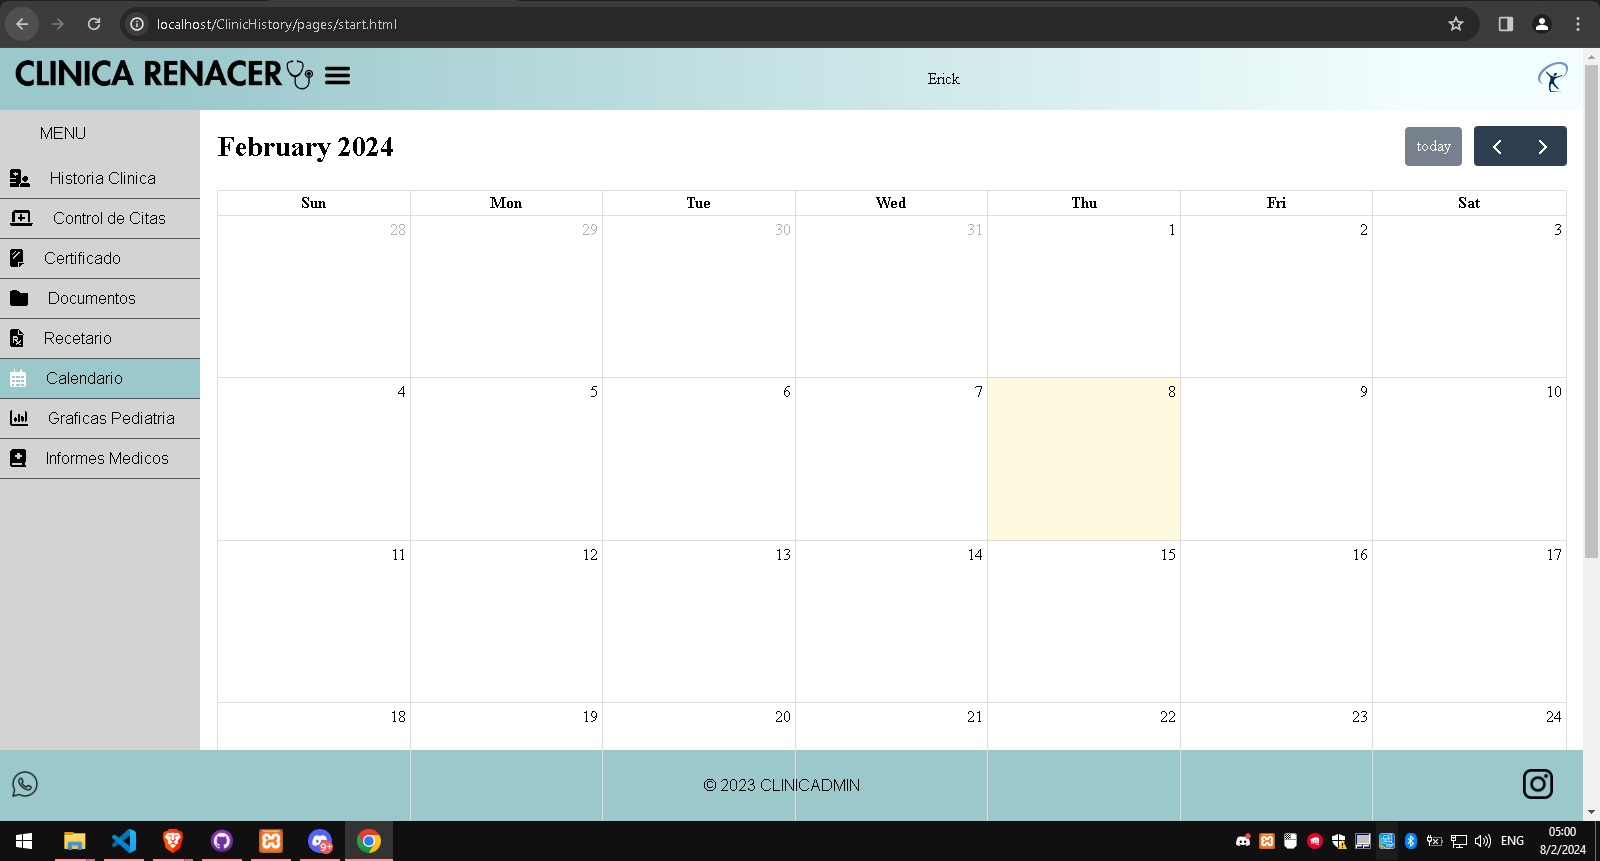 localhost/ClinicHistory/pages/start.html
CLINICA RENACER
Erick
MENU
Historia Clinica
Control de Citas
Certificado
Documentos
Recetario
Calendario
Graficas Pediatria
Informes Medicos
February 2024
today
Sun Mon Tue Wed Thu Fri Sat
28 29 30 31 1 2 3
4 5 6 7 8 9 10
11 12 13 14 15 16 17
18 19 20 21 22 23 24
© 2023 CLINICADMIN
9+
ENG
05:00
8/2/2024